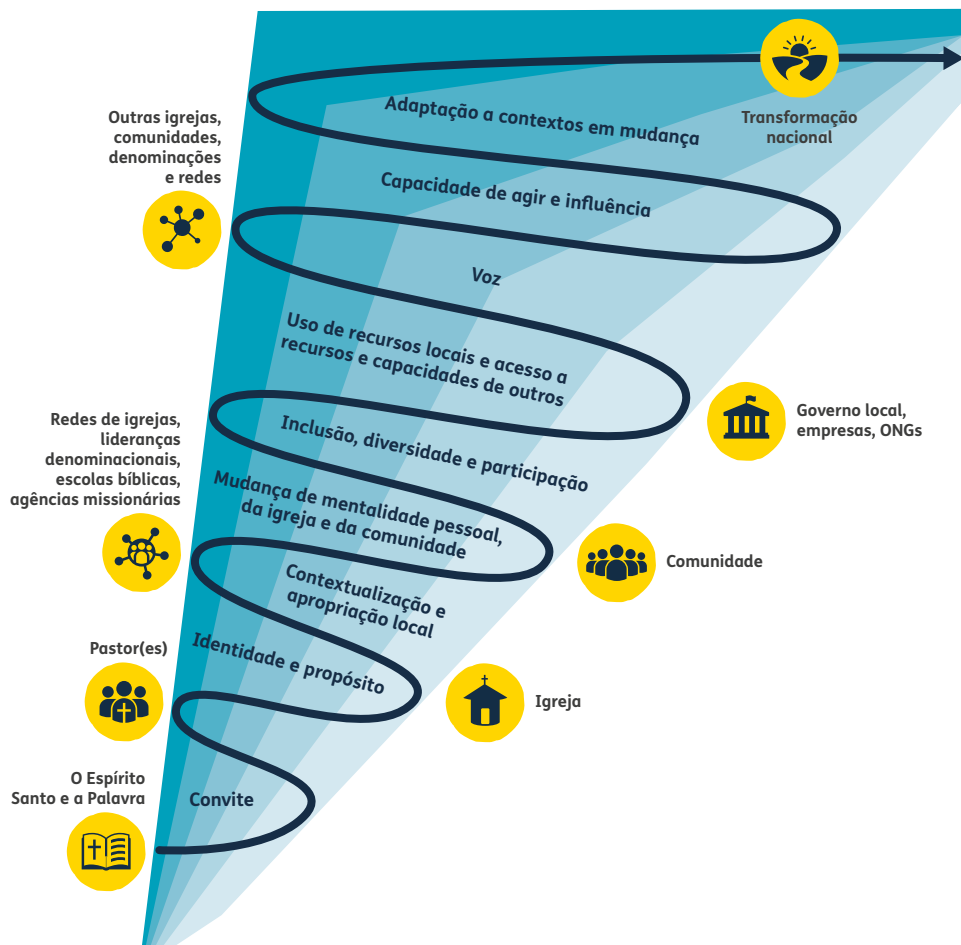 Adaptação a contextos em mudança
Transformação
nacional
Outras igrejas,
comunidades,
denominações
e redes
Capacidade de agir e influência
Voz
Uso de recursos locais e acesso a
recursos e capacidades de outros
Governo local,
empresas, ONGs
Redes de igrejas,
lideranças
denominacionais,
escolas bíblicas,
agências missionárias
Inclusão, diversidade e participação
Mudança de mentalidade pessoal,
da igreja e da comunidade
Comunidade
Contextualização e
apropriação local
Pastor(es)
Identidade e propósito
Igreja
O Espírito
Santo e a Palavra
Convite